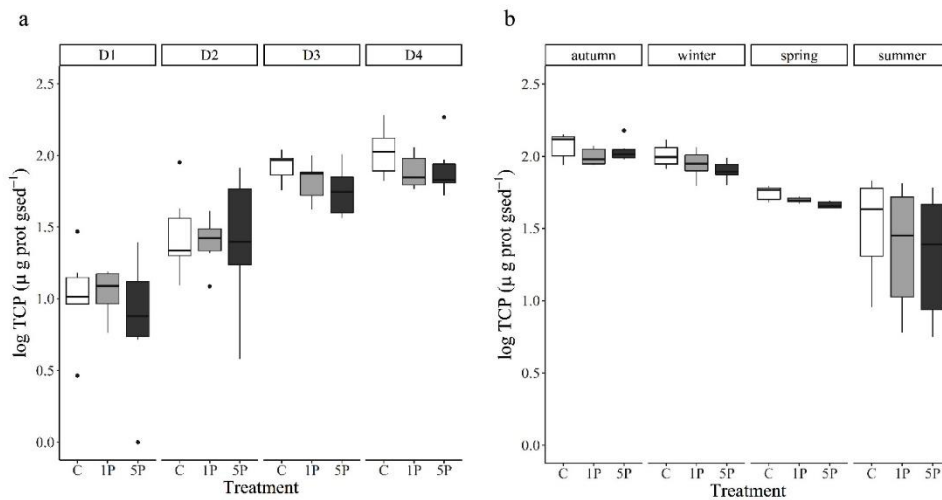 a
D1 D2 D3 D4
2.5
2.0
1.5
1.0
0.5
0.0
log TCP (µ g prot gsed⁻¹)
C 1P 5P C 1P 5P C 1P 5P C 1P 5P
Treatment
b
autumn winter spring summer
2.5
2.0
1.5
1.0
0.5
0.0
log TCP (µ g prot gsed⁻¹)
C 1P 5P C 1P 5P C 1P 5P C 1P 5P
Treatment